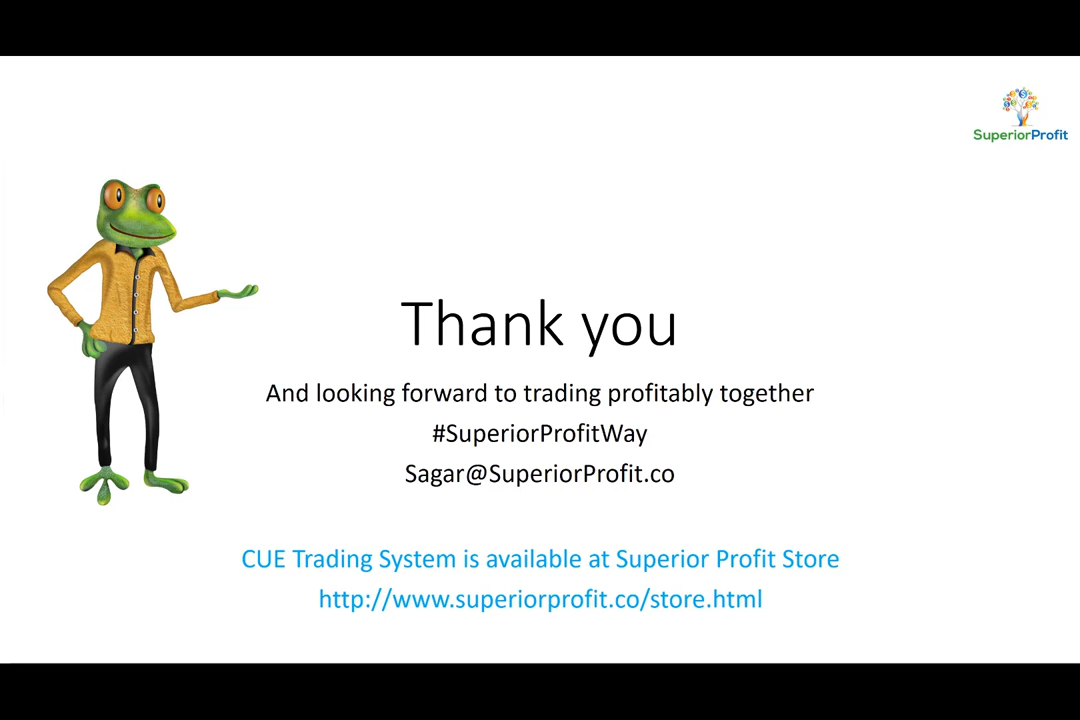 SuperiorProfit
Thank you
And looking forward to trading profitably together
#SuperiorProfitWay
Sagar@SuperiorProfit.co
CUE Trading System is available at Superior Profit Store
http://www.superiorprofit.co/store.html